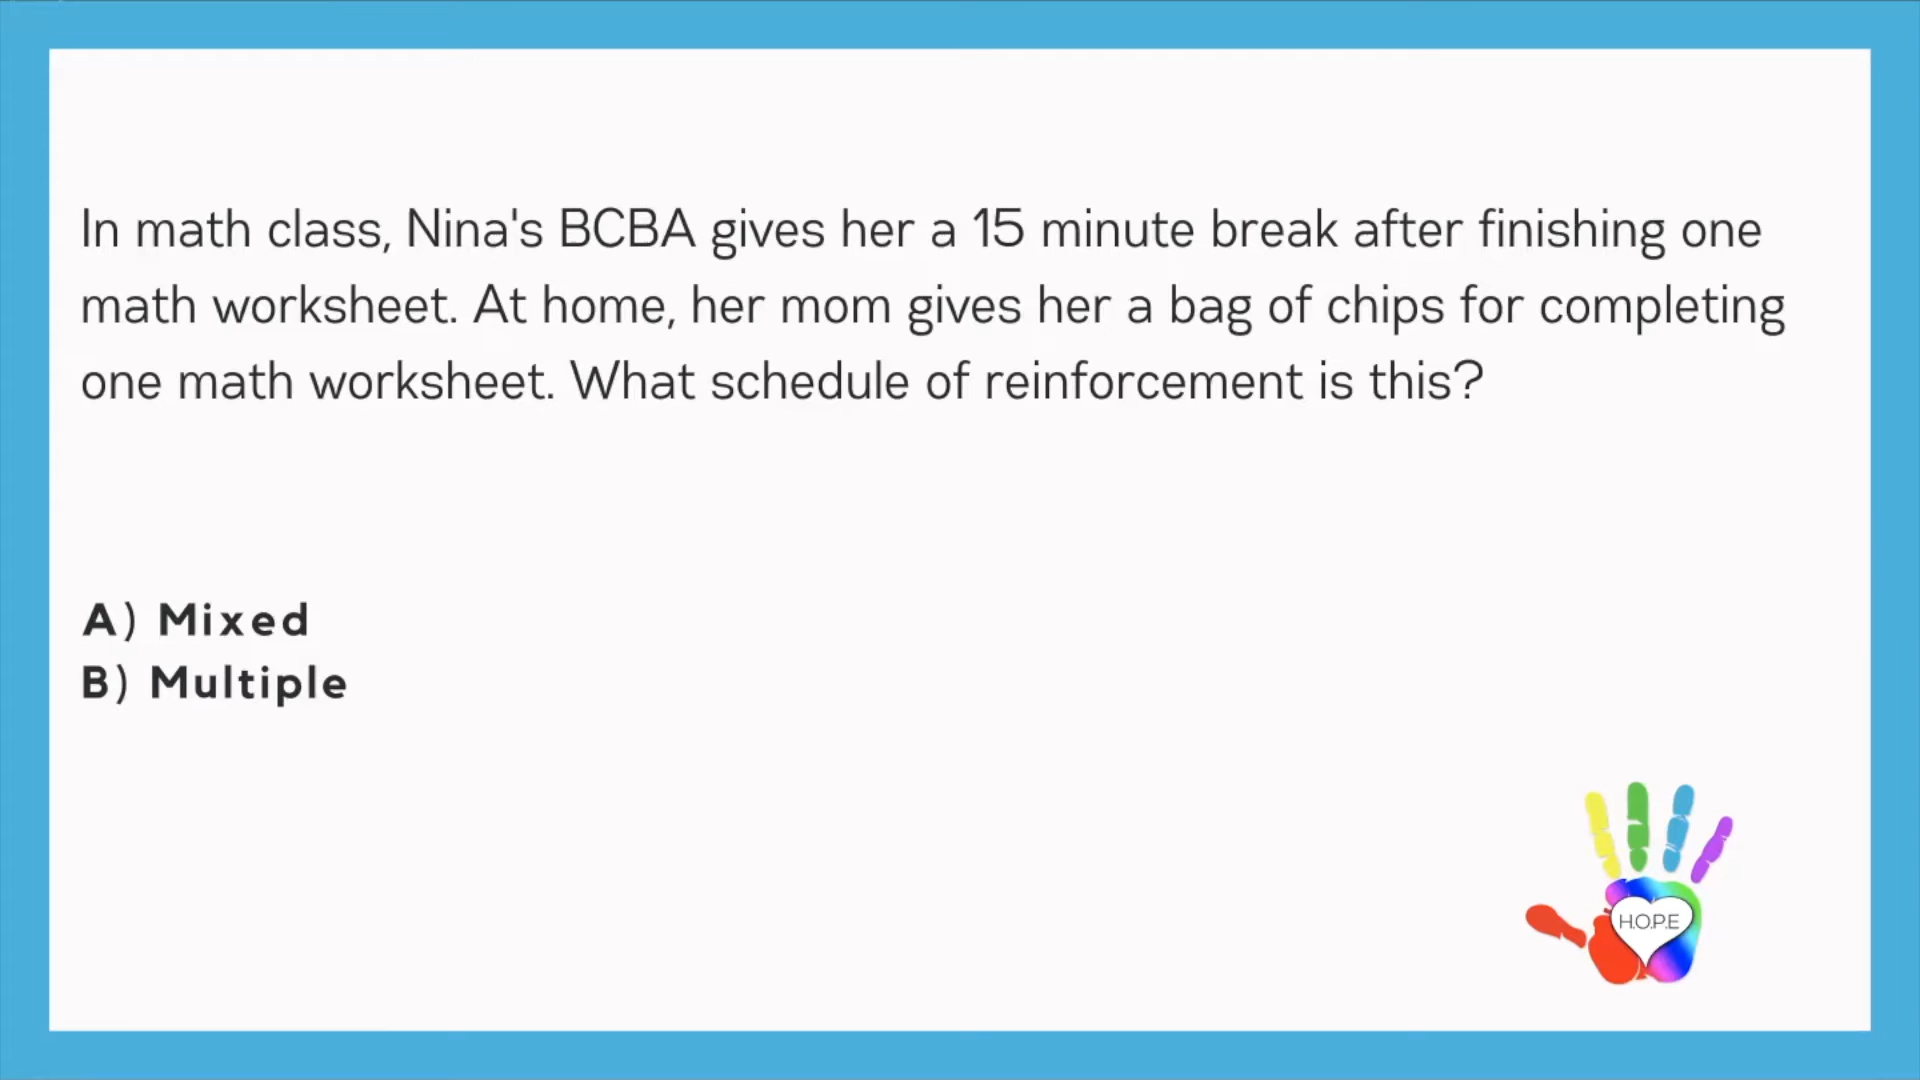 In math class, Nina's BCBA gives her a 15 minute break after finishing one
math worksheet. At home, her mom gives her a bag of chips for completing
one math worksheet. What schedule of reinforcement is this?
A) Mixed
B) Multiple
H.O.P.E